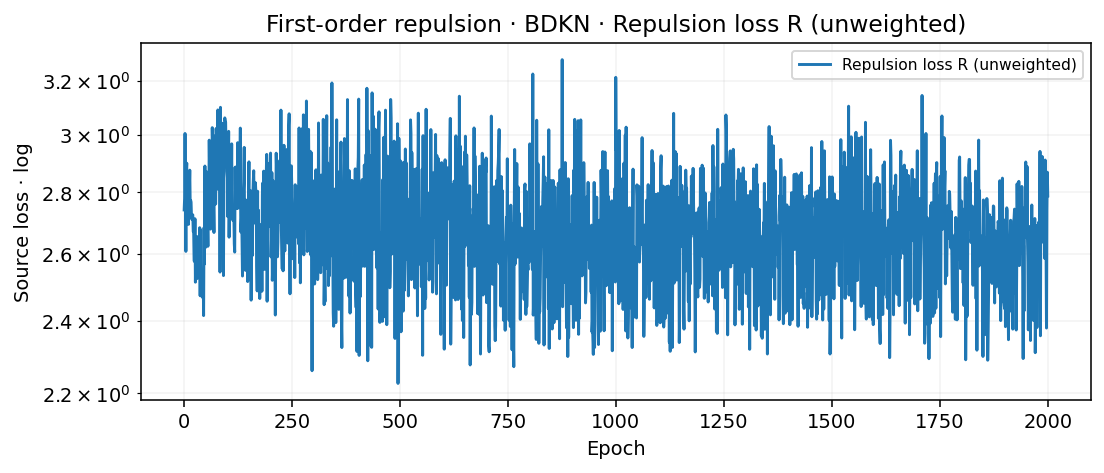 First-order repulsion · BDKN · Repulsion loss R (unweighted)
Repulsion loss R (unweighted)
Source loss · log
3.2 × 10⁰
3 × 10⁰
2.8 × 10⁰
2.6 × 10⁰
2.4 × 10⁰
2.2 × 10⁰
0 250 500 750 1000 1250 1500 1750 2000
Epoch